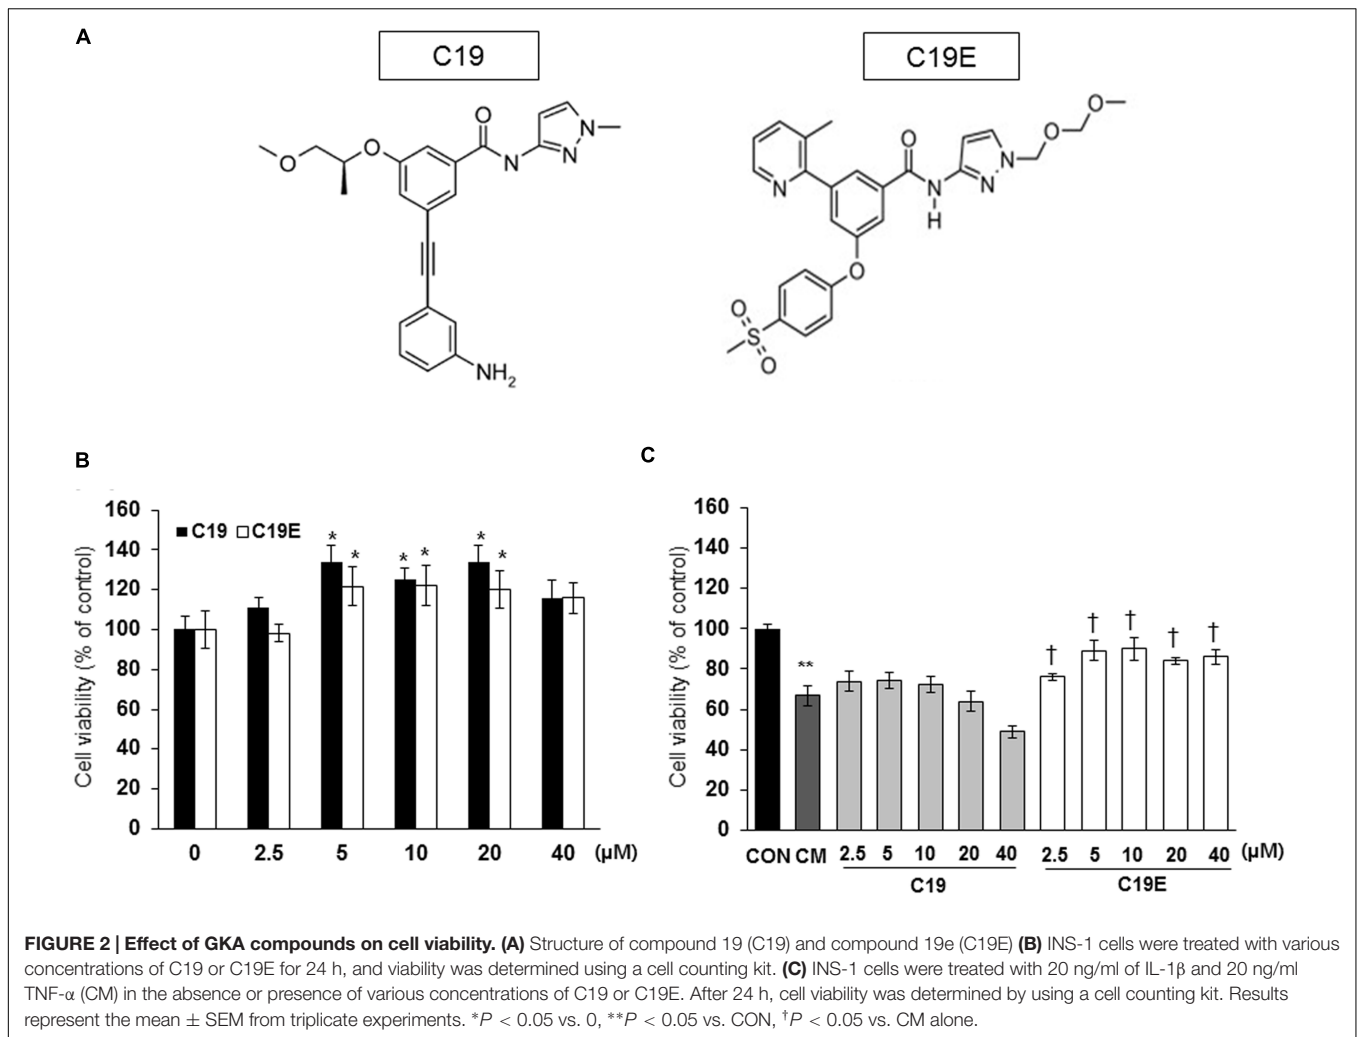 A
C19
C19E
O
N
N
N
O
O
NH2
O
N
N
N
N
H
O
O
O
O
S
O
B
C
160
140
120
100
80
60
40
20
0
Cell viability (% of control)
C19 C19E
* * * * * *
0 2.5 5 10 20 40 (µM)
160
140
120
100
80
60
40
20
0
Cell viability (% of control)
** † † † † †
CON CM 2.5 5 10 20 40 2.5 5 10 20 40 (µM)
C19 C19E
FIGURE 2 | Effect of GKA compounds on cell viability. (A) Structure of compound 19 (C19) and compound 19e (C19E) (B) INS-1 cells were treated with various
concentrations of C19 or C19E for 24 h, and viability was determined using a cell counting kit. (C) INS-1 cells were treated with 20 ng/ml of IL-1β and 20 ng/ml
TNF-α (CM) in the absence or presence of various concentrations of C19 or C19E. After 24 h, cell viability was determined by using a cell counting kit. Results
represent the mean ± SEM from triplicate experiments. *P < 0.05 vs. 0, **P < 0.05 vs. CON, †P < 0.05 vs. CM alone.